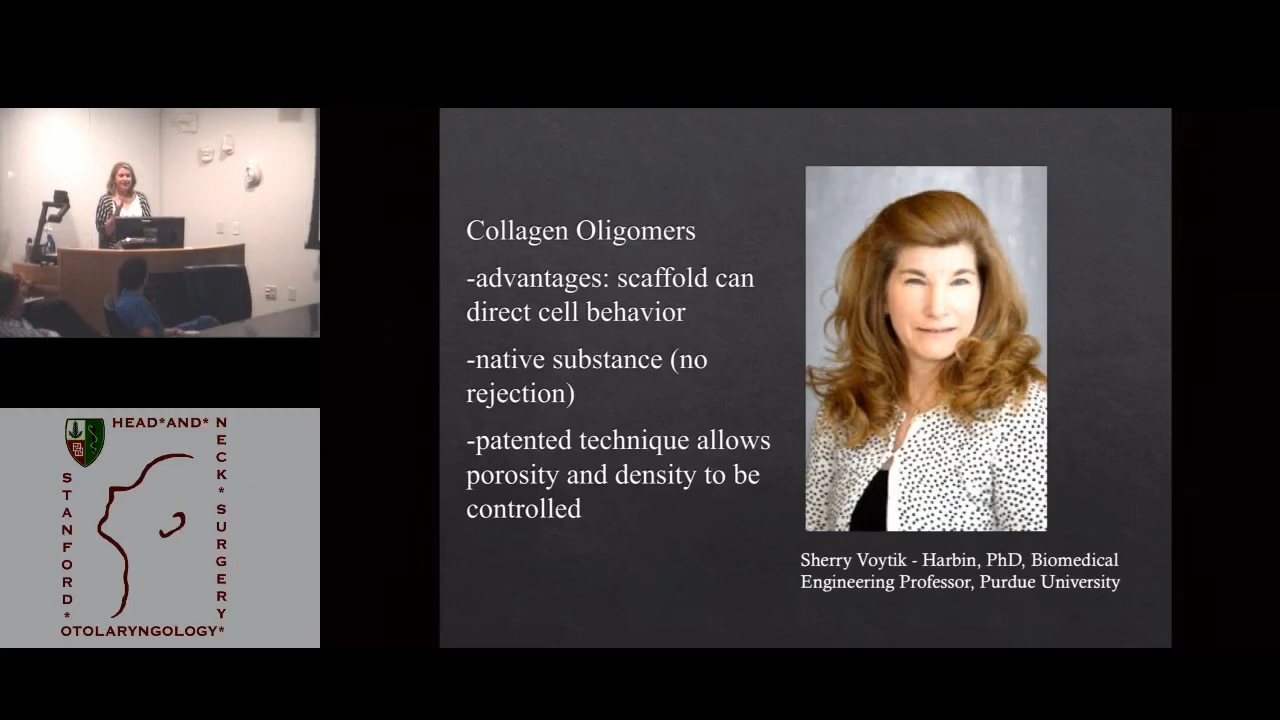 Collagen Oligomers
-advantages: scaffold can
direct cell behavior
-native substance (no
rejection)
-patented technique allows
porosity and density to be
controlled
Sherry Voytik - Harbin, PhD, Biomedical
Engineering Professor, Purdue University
HEAD*AND*
NECK*SURGERY
STANFORD*
OTOLARYNGOLOGY*